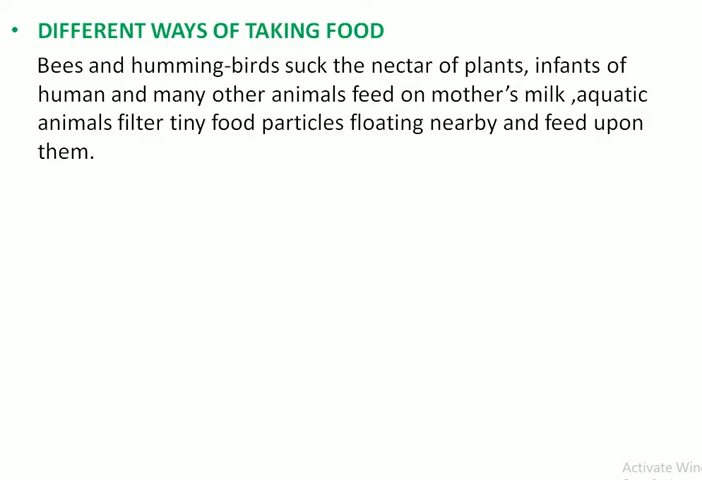 • DIFFERENT WAYS OF TAKING FOOD
Bees and humming-birds suck the nectar of plants, infants of
human and many other animals feed on mother’s milk ,aquatic
animals filter tiny food particles floating nearby and feed upon
them.
Activate Win